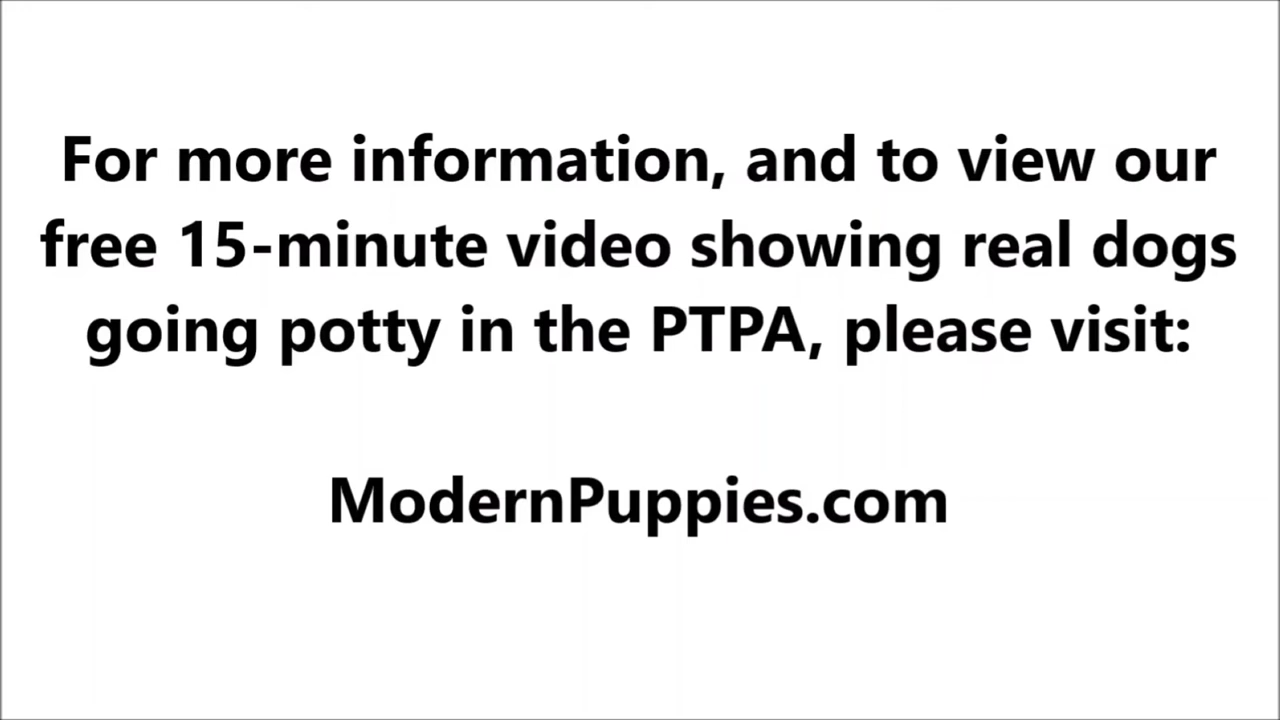 For more information, and to view our
free 15-minute video showing real dogs
going potty in the PTPA, please visit:
ModernPuppies.com